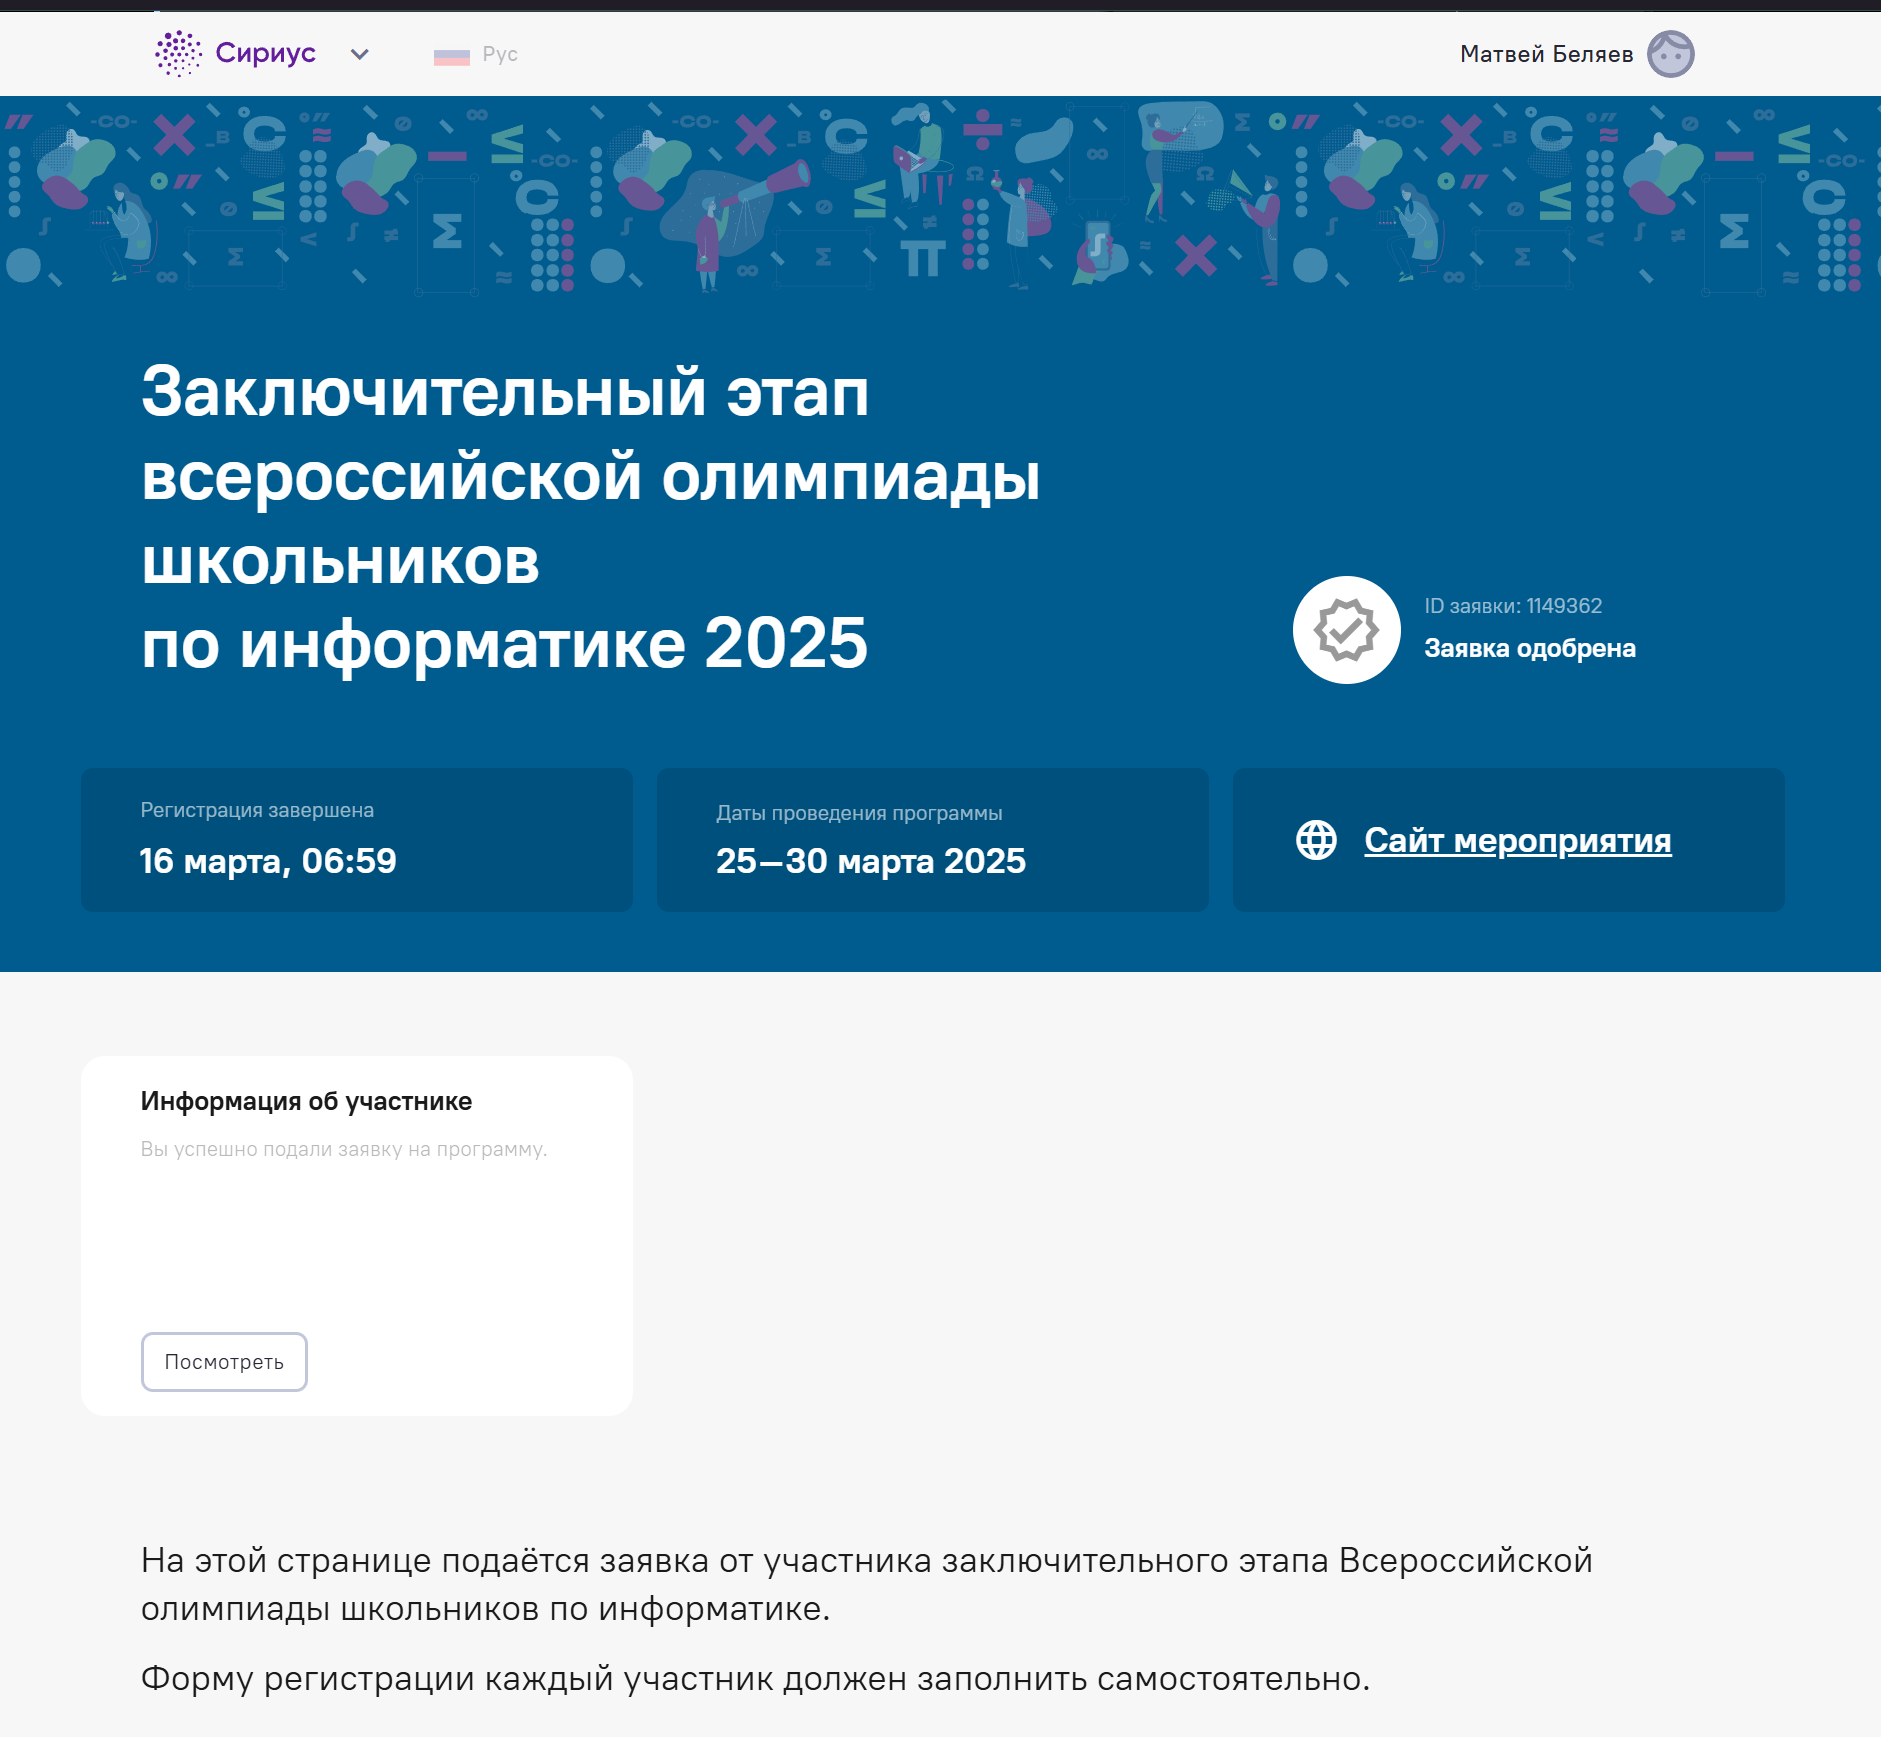 Сириус
Рус
Матвей Беляев
Заключительный этап
всероссийской олимпиады
школьников
по информатике 2025
ID заявки: 1149362
Заявка одобрена
Регистрация завершена
16 марта, 06:59
Даты проведения программы
25—30 марта 2025
Сайт мероприятия
Информация об участнике
Вы успешно подали заявку на программу.
Посмотреть
На этой странице подаётся заявка от участника заключительного этапа Всероссийской
олимпиады школьников по информатике.
Форму регистрации каждый участник должен заполнить самостоятельно.